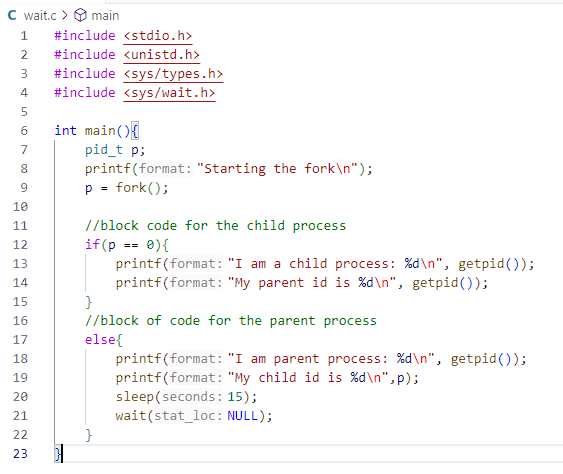 C wait.c > main
1 #include <stdio.h>
2 #include <unistd.h>
3 #include <sys/types.h>
4 #include <sys/wait.h>
5
6 int main(){
7     pid_t p;
8     printf(format: "Starting the fork\n");
9     p = fork();
10
11     //block code for the child process
12     if(p == 0){
13         printf(format: "I am a child process: %d\n", getpid());
14         printf(format: "My parent id is %d\n", getpid());
15     }
16     //block of code for the parent process
17     else{
18         printf(format: "I am parent process: %d\n", getpid());
19         printf(format: "My child id is %d\n",p);
20         sleep(seconds: 15);
21         wait(stat_loc: NULL);
22     }
23 }